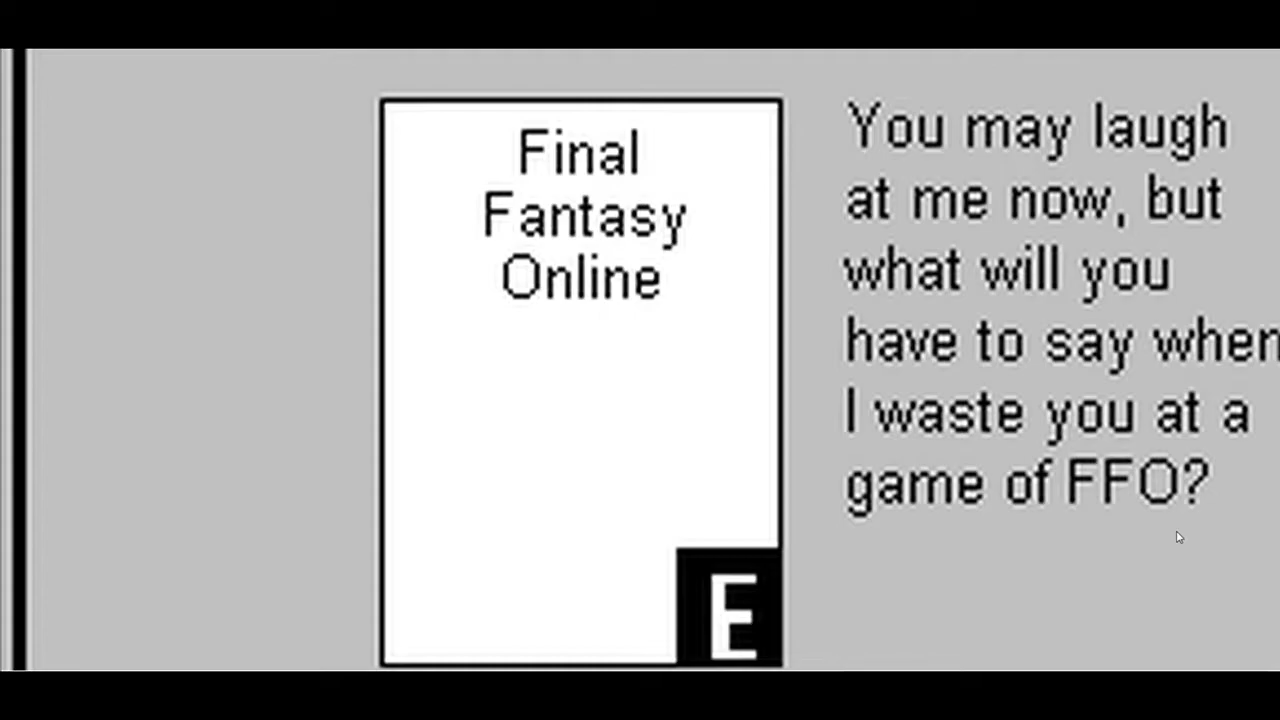 Final
Fantasy
Online
E
You may laugh
at me now, but
what will you
have to say when
I waste you at a
game of FFO?